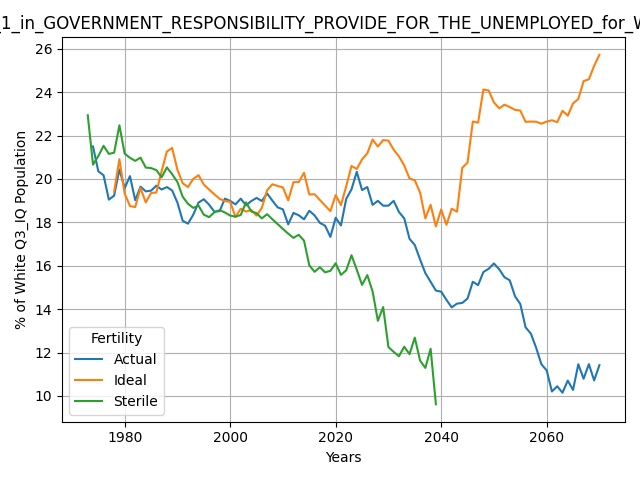 _1_in_GOVERNMENT_RESPONSIBILITY_PROVIDE_FOR_THE_UNEMPLOYED_for_W
26
24
22
20
18
16
14
12
10
% of White Q3_IQ Population
Fertility
Actual
Ideal
Sterile
1980
2000
2020
2040
2060
Years